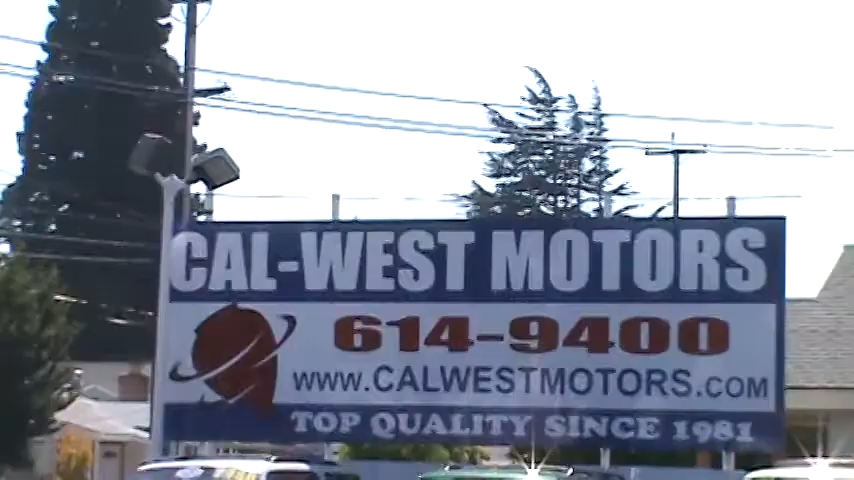 CAL-WEST MOTORS
614-9400
www.CALWESTMOTORS.COM
TOP QUALITY SINCE 1981